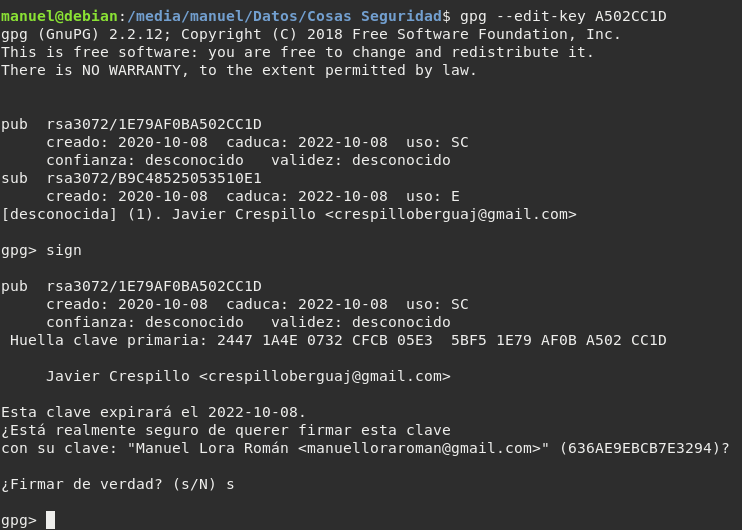 manuel@debian:/media/manuel/Datos/Cosas Seguridad$ gpg --edit-key A502CC1D
gpg (GnuPG) 2.2.12; Copyright (C) 2018 Free Software Foundation, Inc.
This is free software: you are free to change and redistribute it.
There is NO WARRANTY, to the extent permitted by law.
pub  rsa3072/1E79AF0BA502CC1D
     creado: 2020-10-08  caduca: 2022-10-08  uso: SC
     confianza: desconocido   validez: desconocido
sub  rsa3072/B9C48525053510E1
     creado: 2020-10-08  caduca: 2022-10-08  uso: E
[desconocida] (1). Javier Crespillo <crespilloberguaj@gmail.com>
gpg> sign
pub  rsa3072/1E79AF0BA502CC1D
     creado: 2020-10-08  caduca: 2022-10-08  uso: SC
     confianza: desconocido   validez: desconocido
 Huella clave primaria: 2447 1A4E 0732 CFCB 05E3  5BF5 1E79 AF0B A502 CC1D
     Javier Crespillo <crespilloberguaj@gmail.com>
Esta clave expirará el 2022-10-08.
¿Está realmente seguro de querer firmar esta clave
con su clave: "Manuel Lora Román <manuelloraroman@gmail.com>" (636AE9EBCB7E3294)?
¿Firmar de verdad? (s/N) s
gpg>